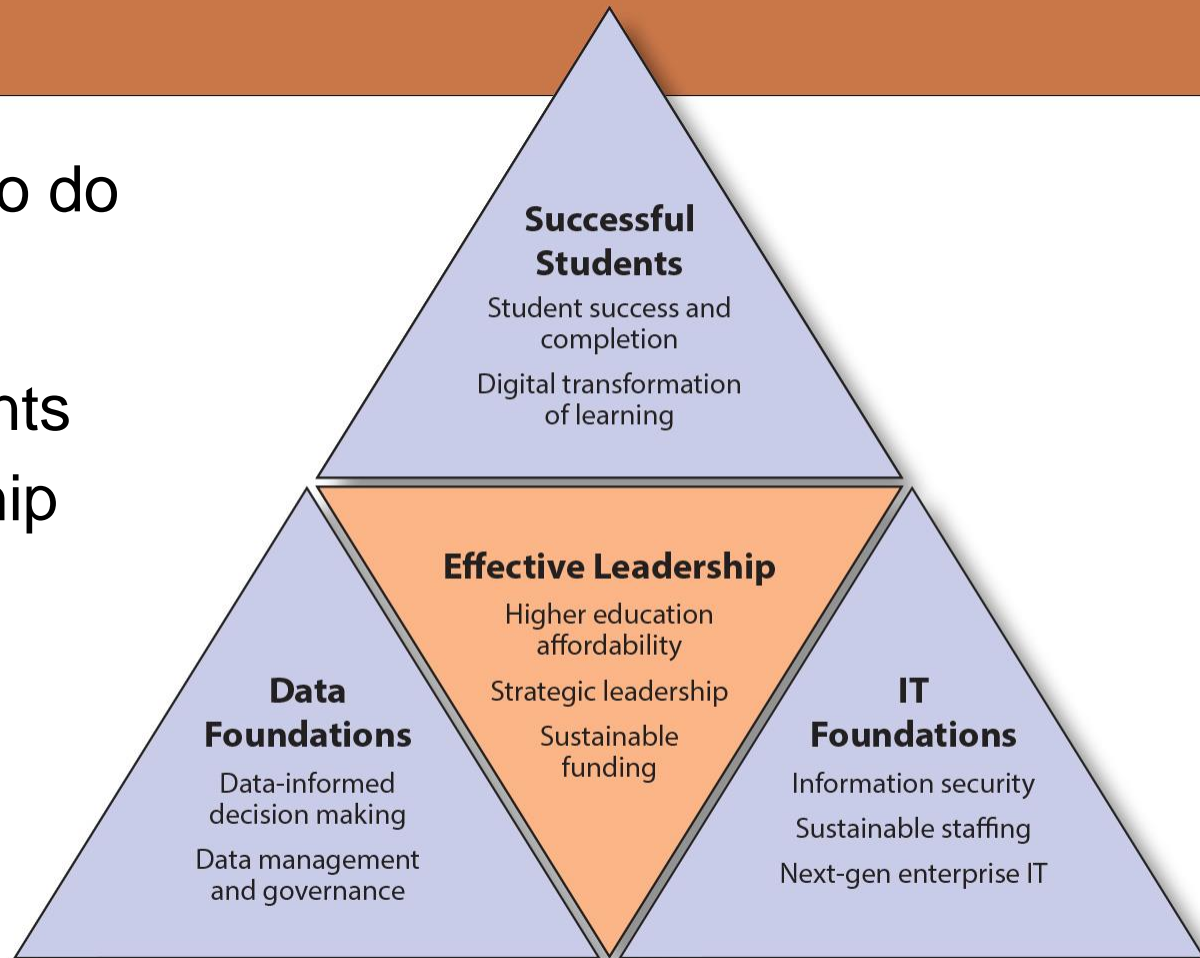 o do
nts
hip
Successful
Students
Student success and
completion
Digital transformation
of learning
Effective Leadership
Higher education
affordability
Strategic leadership
Sustainable
funding
Data
Foundations
Data-informed
decision making
Data management
and governance
IT
Foundations
Information security
Sustainable staffing
Next-gen enterprise IT